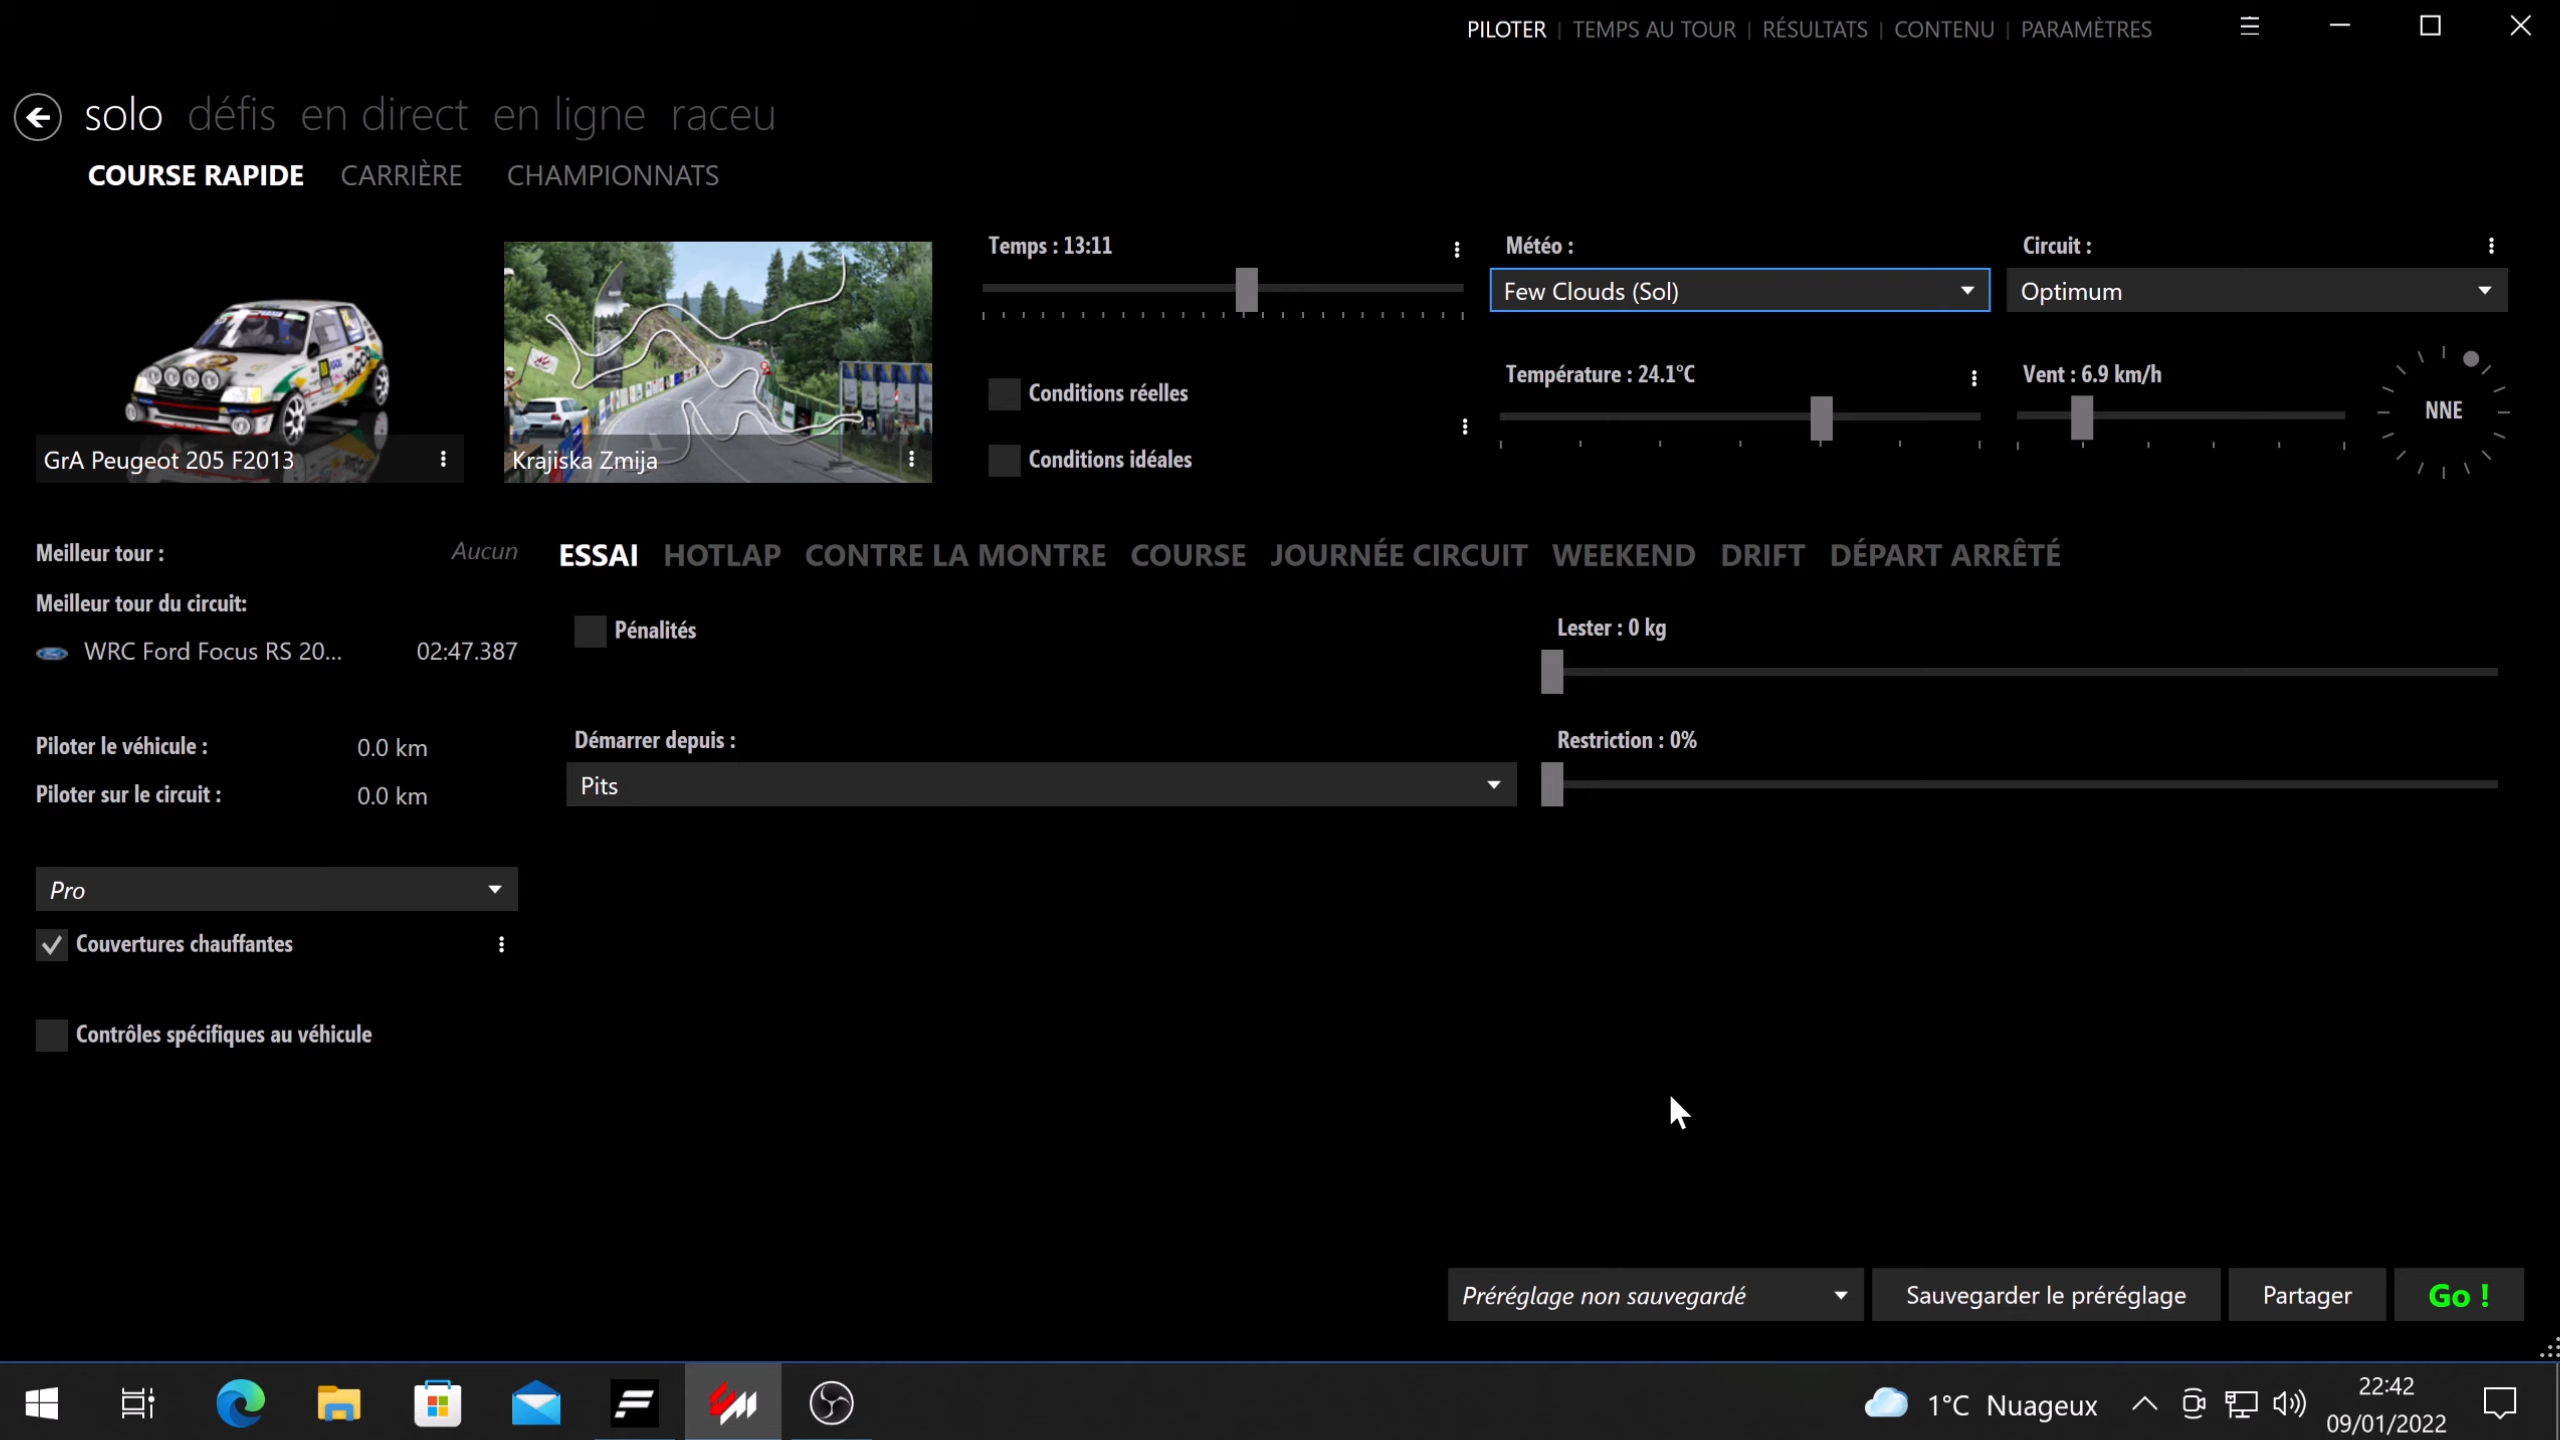 PILOTER | TEMPS AU TOUR | RÉSULTATS | CONTENU | PARAMÈTRES
solo défis en direct en ligne raceu
COURSE RAPIDE CARRIÈRE CHAMPIONNATS
Temps : 13:11
Météo :
Circuit :
Few Clouds (Sol)
Optimum
Conditions réelles
Température : 24.1°C
Vent : 6.9 km/h
NNE
GrA Peugeot 205 F2013
Krajiska Zmija
Conditions idéales
Meilleur tour :
Aucun
ESSAI HOTLAP CONTRE LA MONTRE COURSE JOURNÉE CIRCUIT WEEKEND DRIFT DÉPART ARRÊTÉ
Meilleur tour du circuit:
WRC Ford Focus RS 20... 02:47.387
Pénalités
Lester : 0 kg
Piloter le véhicule : 0.0 km
Démarrer depuis :
Restriction : 0%
Piloter sur le circuit : 0.0 km
Pits
Pro
Couvertures chauffantes
Contrôles spécifiques au véhicule
Préréglage non sauvegardé
Sauvegarder le préréglage
Partager
Go !
1°C Nuageux
22:42
09/01/2022